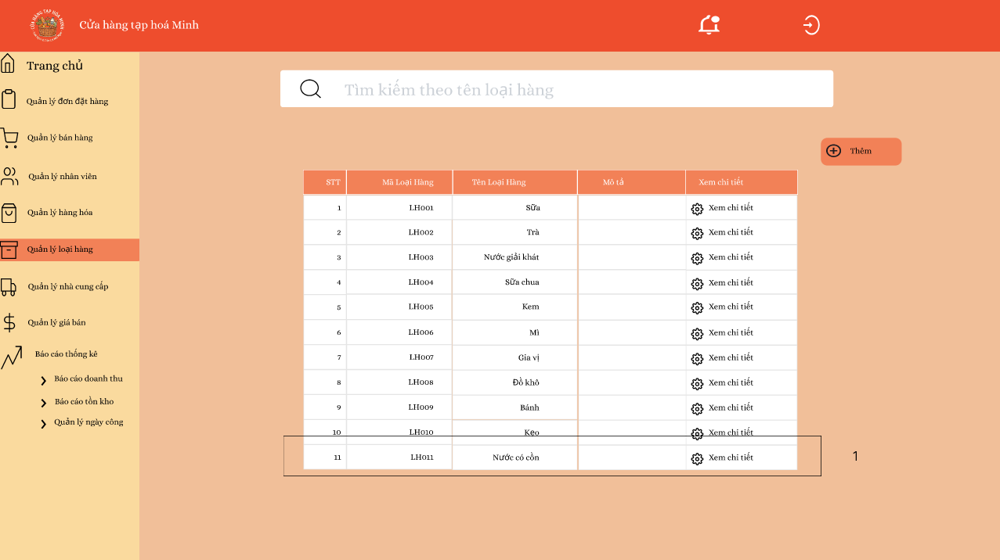 CỬA HÀNG TẠP HÓA MINH
Cửa hàng tạp hoá Minh
Trang chủ
Quản lý đơn đặt hàng
Quản lý bán hàng
Quản lý nhân viên
Quản lý hàng hóa
Quản lý loại hàng
Quản lý nhà cung cấp
Quản lý giá bán
Báo cáo thống kê
Báo cáo doanh thu
Báo cáo tồn kho
Quản lý ngày công
Tìm kiếm theo tên loại hàng
Thêm
STT Mã Loại Hàng Tên Loại Hàng Mô tả Xem chi tiết
1 LH001 Sữa Xem chi tiết
2 LH002 Trà Xem chi tiết
3 LH003 Nước giải khát Xem chi tiết
4 LH004 Sữa chua Xem chi tiết
5 LH005 Kem Xem chi tiết
6 LH006 Mì Xem chi tiết
7 LH007 Gia vị Xem chi tiết
8 LH008 Đồ khô Xem chi tiết
9 LH009 Bánh Xem chi tiết
10 LH010 Kẹo Xem chi tiết
11 LH011 Nước có cồn Xem chi tiết
1